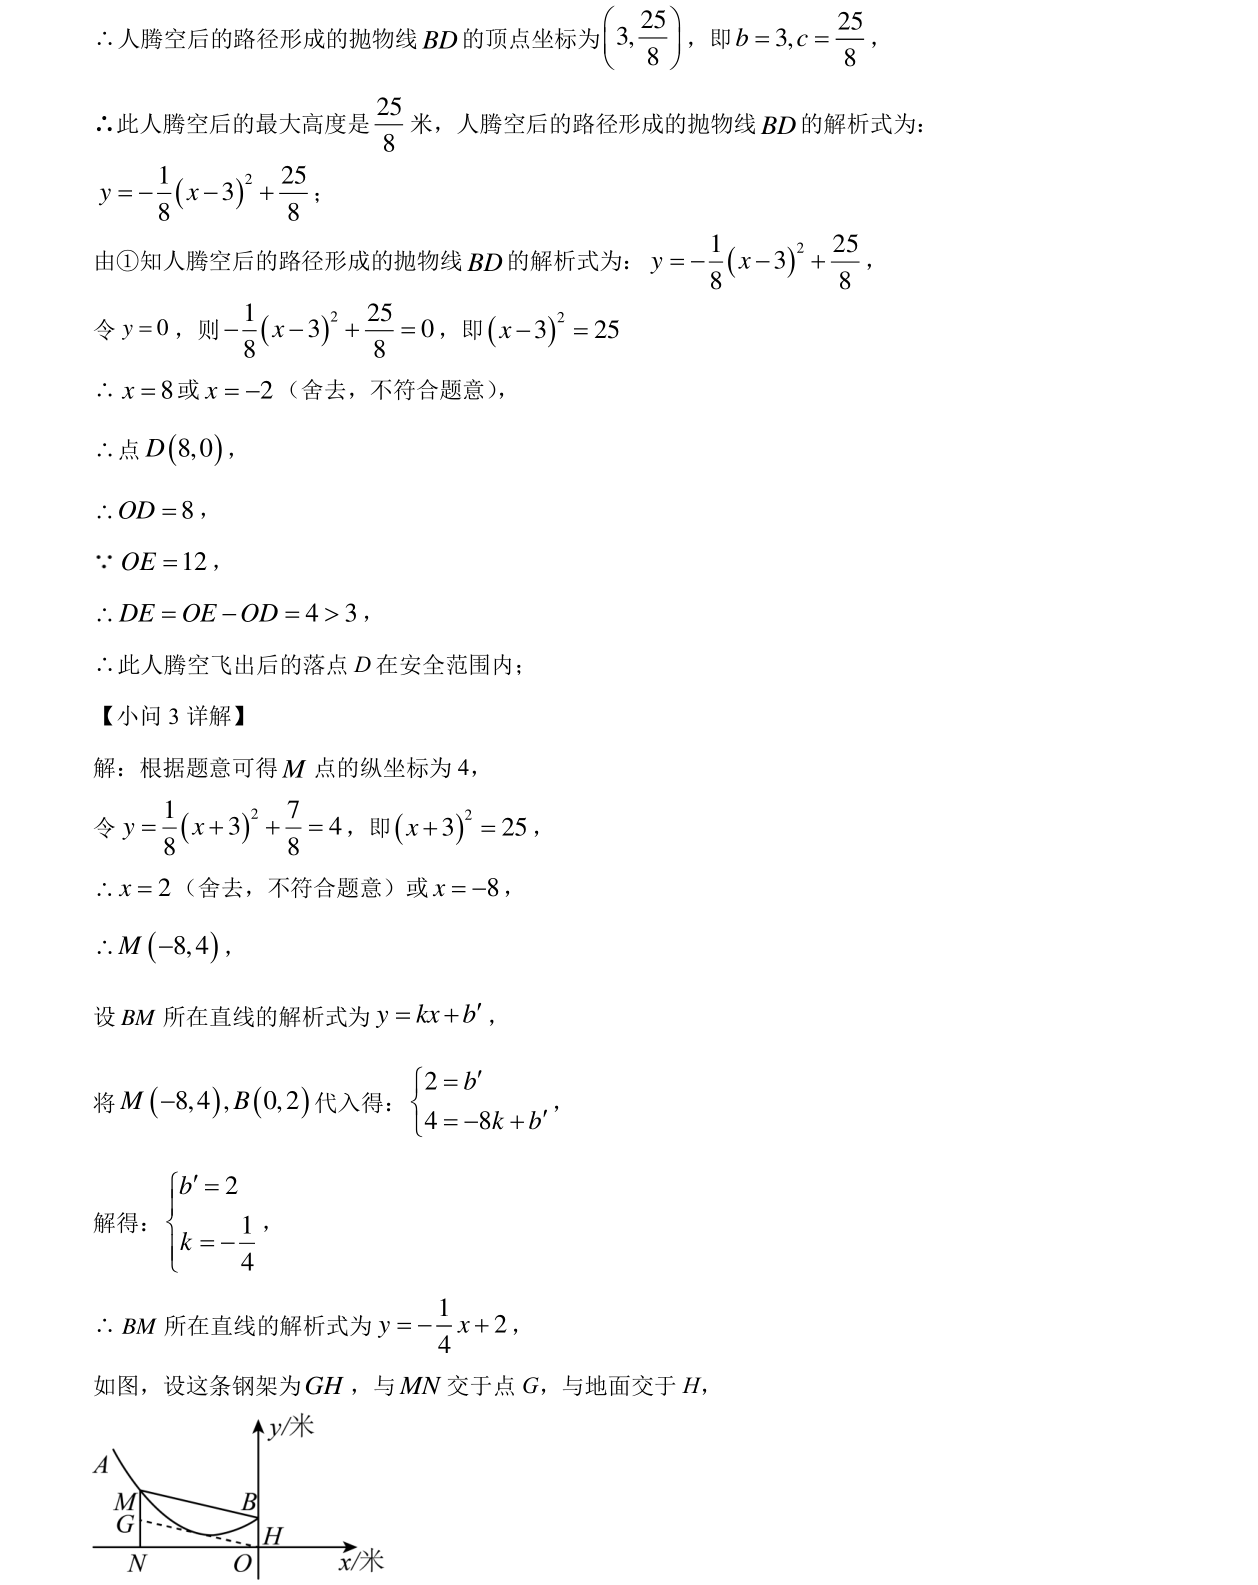 ∴人腾空后的路径形成的抛物线BD的顶点坐标为(3,25/8)，即b=3,c=25/8，
∴此人腾空后的最大高度是25/8米，人腾空后的路径形成的抛物线BD的解析式为：
y=-1/8(x-3)²+25/8；
由①知人腾空后的路径形成的抛物线BD的解析式为：y=-1/8(x-3)²+25/8，
令y=0，则-1/8(x-3)²+25/8=0，即(x-3)²=25
∴x=8或x=-2（舍去，不符合题意），
∴点D(8,0)，
∴OD=8，
∵OE=12，
∴DE=OE-OD=4>3，
∴此人腾空飞出后的落点D在安全范围内；
【小问3详解】
解：根据题意可得M点的纵坐标为4，
令y=1/8(x+3)²+7/8=4，即(x+3)²=25，
∴x=2（舍去，不符合题意）或x=-8，
∴M(-8,4)，
设BM所在直线的解析式为y=kx+b′，
将M(-8,4),B(0,2)代入得：{2=b′
4=-8k+b′，
解得：{b′=2
k=-1/4，
∴BM所在直线的解析式为y=-1/4x+2，
如图，设这条钢架为GH，与MN交于点G，与地面交于H，
y/米
A
M
B
G
H
N
O
x/米